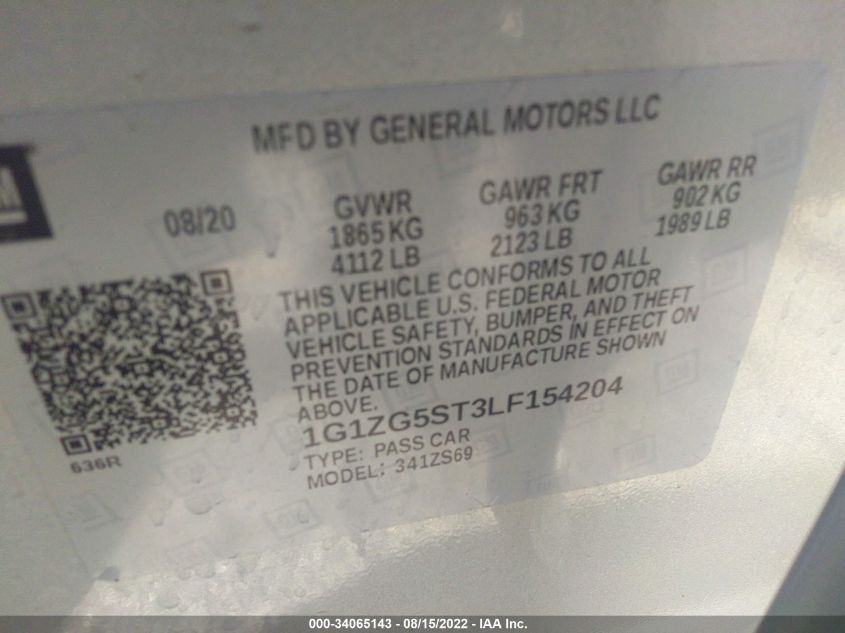 MFD BY GENERAL MOTORS LLC
08/20
GVWR
1865 KG
4112 LB
GAWR FRT
963 KG
2123 LB
GAWR RR
902 KG
1989 LB
THIS VEHICLE CONFORMS TO ALL
APPLICABLE U.S. FEDERAL MOTOR
VEHICLE SAFETY, BUMPER, AND THEFT
PREVENTION STANDARDS IN EFFECT ON
THE DATE OF MANUFACTURE SHOWN
ABOVE.
1G1ZG5ST3LF154204
TYPE: PASS CAR
MODEL: 341ZS69
636R
000-34065143 - 08/15/2022 - IAA Inc.